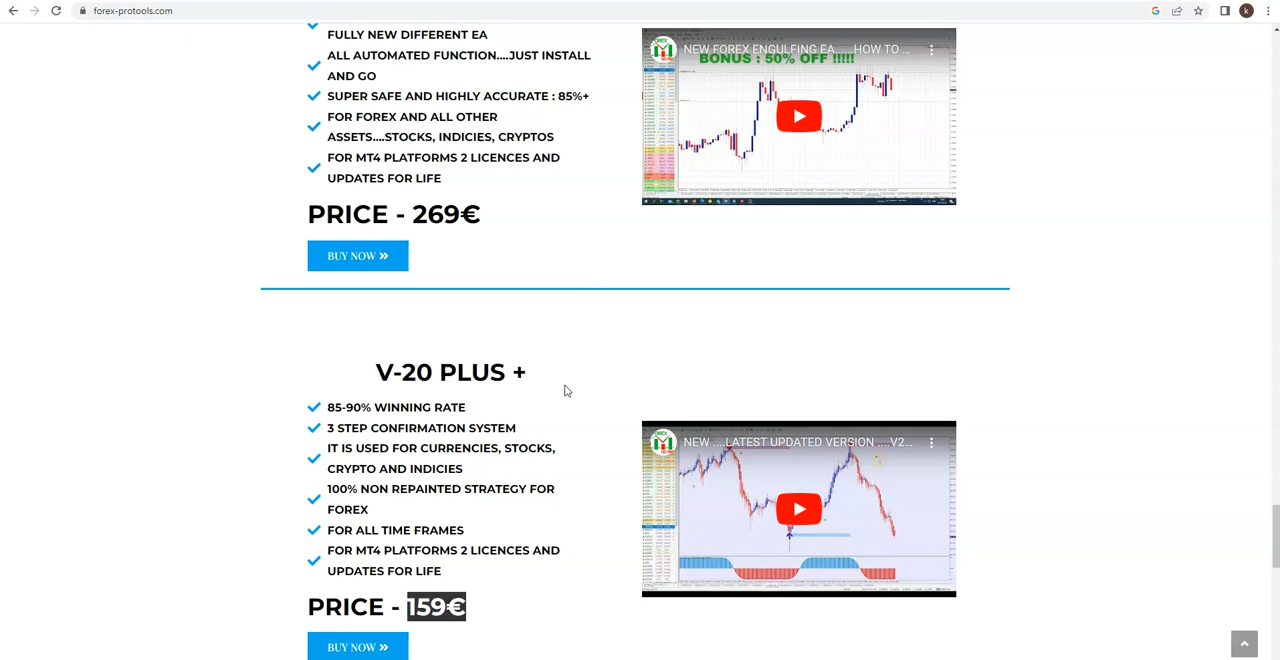 forex-protools.com
k
FULLY NEW DIFFERENT EA
ALL AUTOMATED FUNCTION....JUST INSTALL
AND GO
SUPER SAFE AND HIGHLY ACCURATE : 85%+
FOR FOREX AND ALL OTHER
ASSETS....STOCKS, INDICIES, CRYPTOS
FOR MT4 PLATFORMS 2 LICENCES AND
UPDATES FOR LIFE
PRICE - 269€
BUY NOW
NEW FOREX ENGULFING EA .... HOW TO ...
BONUS : 50% OFF !!!!!
V-20 PLUS +
85-90% WINNING RATE
3 STEP CONFIRMATION SYSTEM
IT IS USED FOR CURRENCIES, STOCKS,
CRYPTO AND INDICIES
100% NON REPAINTED STRATEGY FOR
FOREX
FOR ALL TIME FRAMES
FOR MT4 PLATFORMS 2 LICENCES AND
UPDATES FOR LIFE
PRICE - 159€
BUY NOW
NEW ....LATEST UPDATED VERSION .....V2...